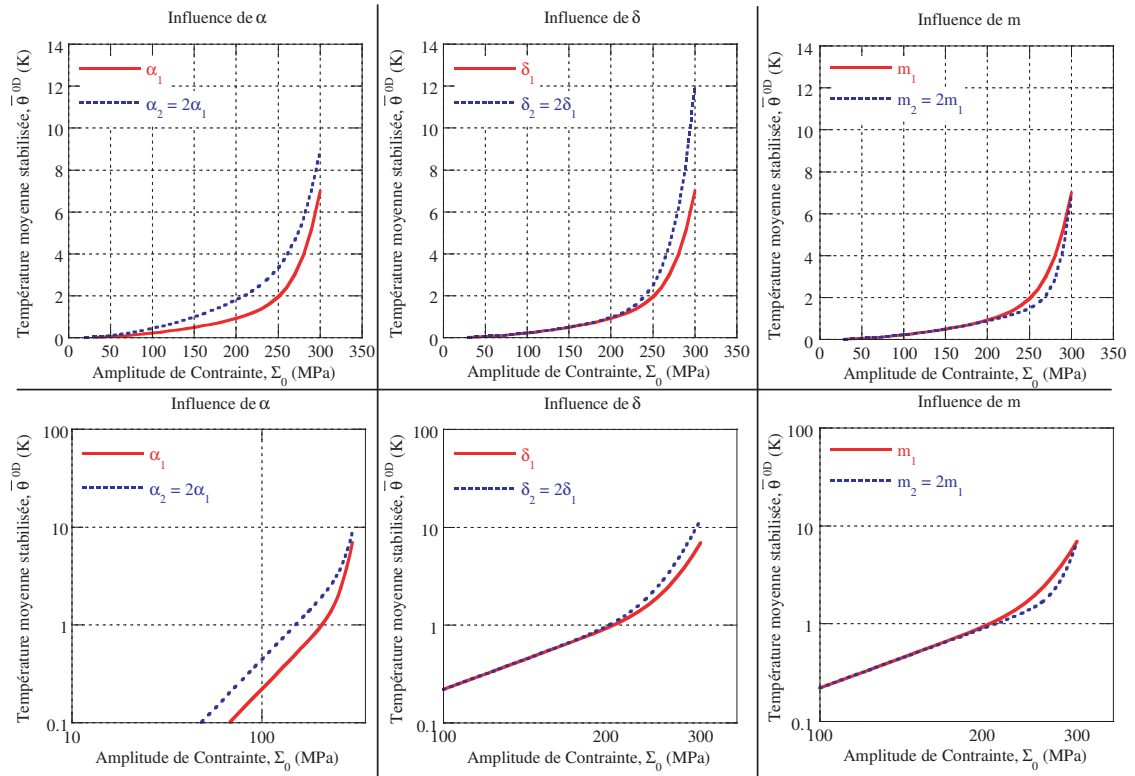 Influence de α
Température moyenne stabilisée, θ̅ ⁰ᴰ (K)
14
12
10
8
6
4
2
0
α₁
α₂ = 2α₁
0 50 100 150 200 250 300 350
Amplitude de Contrainte, Σ₀ (MPa)
Influence de δ
Température moyenne stabilisée, θ̅ ⁰ᴰ (K)
14
12
10
8
6
4
2
0
δ₁
δ₂ = 2δ₁
0 50 100 150 200 250 300 350
Amplitude de Contrainte, Σ₀ (MPa)
Influence de m
Température moyenne stabilisée, θ̅ ⁰ᴰ (K)
14
12
10
8
6
4
2
0
m₁
m₂ = 2m₁
0 50 100 150 200 250 300 350
Amplitude de Contrainte, Σ₀ (MPa)
Influence de α
Température moyenne stabilisée, θ̅ ⁰ᴰ (K)
100
10
1
0.1
α₁
α₂ = 2α₁
10 100
Amplitude de Contrainte, Σ₀ (MPa)
Influence de δ
Température moyenne stabilisée, θ̅ ⁰ᴰ (K)
100
10
1
0.1
δ₁
δ₂ = 2δ₁
100 200 300
Amplitude de Contrainte, Σ₀ (MPa)
Influence de m
Température moyenne stabilisée, θ̅ ⁰ᴰ (K)
100
10
1
0.1
m₁
m₂ = 2m₁
100 200 300
Amplitude de Contrainte, Σ₀ (MPa)